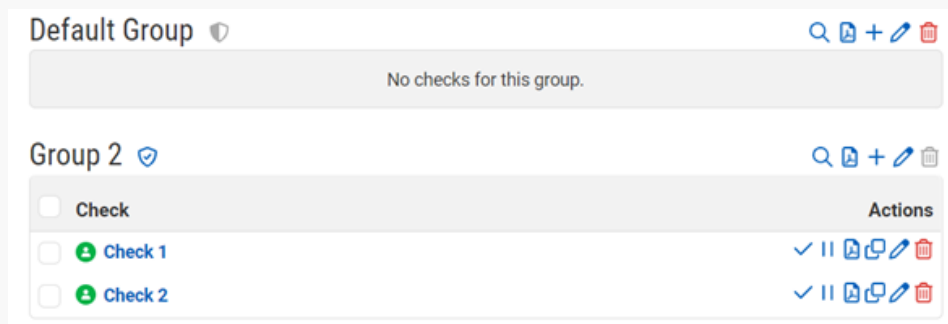 Default Group
No checks for this group.
Group 2
Check Actions
Check 1
Check 2